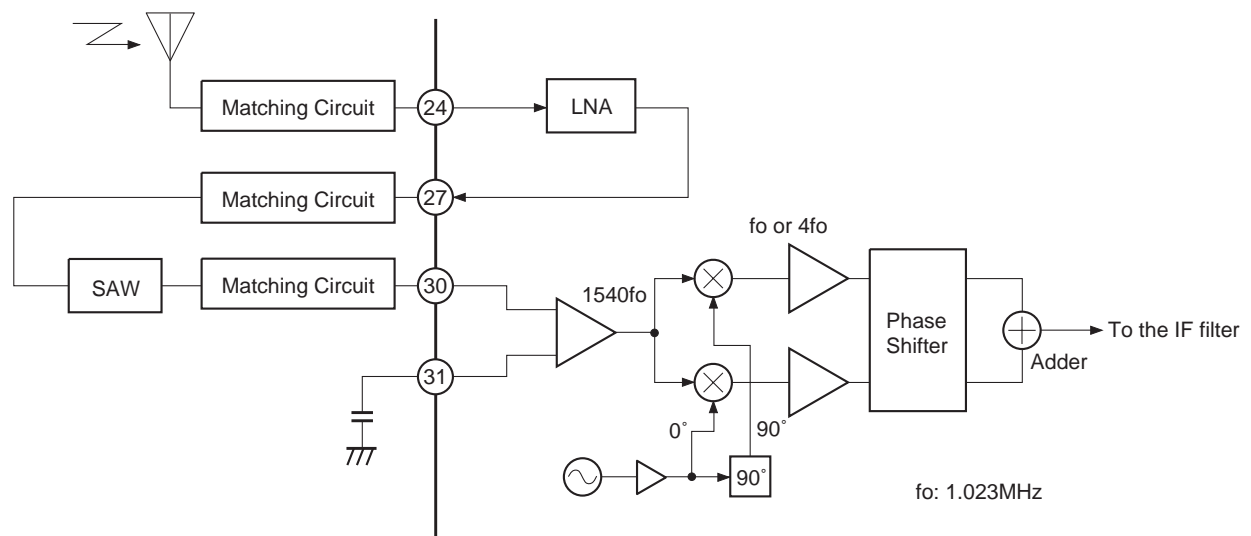 Matching Circuit
24
LNA
Matching Circuit
27
fo or 4fo
SAW
Matching Circuit
30
1540fo
Phase
Shifter
To the IF filter
Adder
31
0°
90°
90°
fo: 1.023MHz